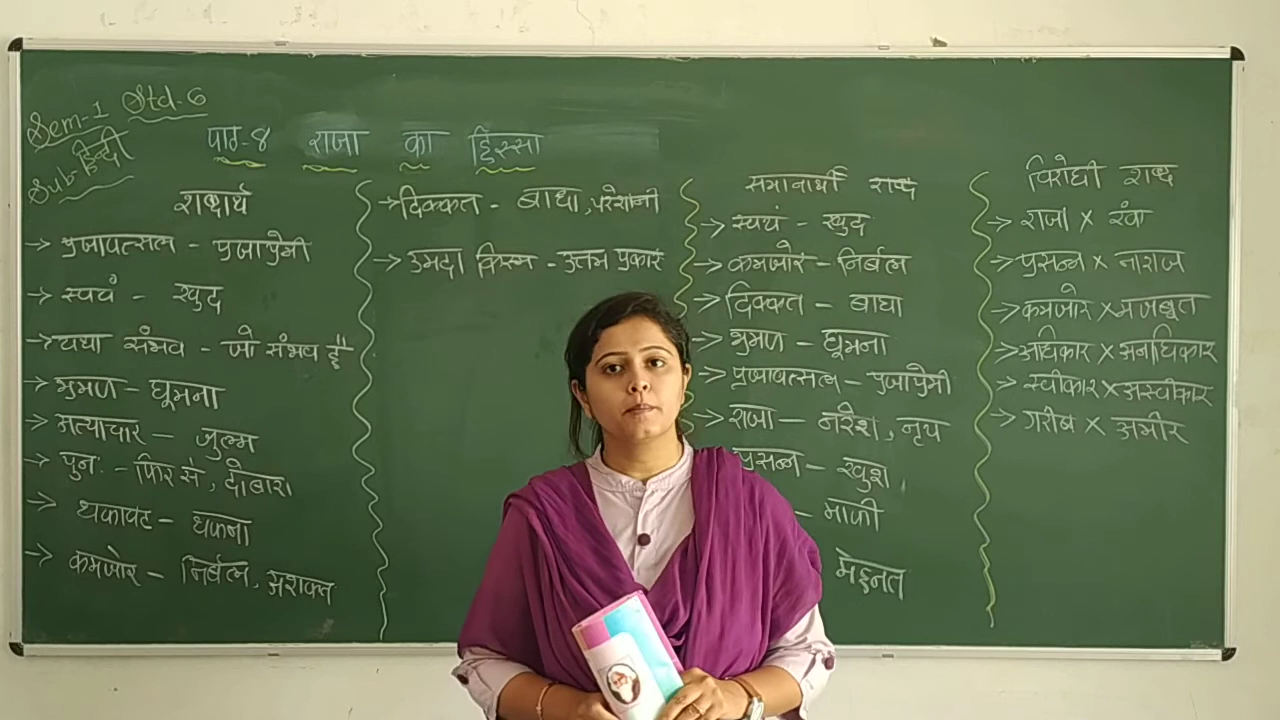 Sem-1 Std-6
Sub-हिन्दी
पाठ-४ राजा का हिस्सा
शब्दार्थ
→ प्रजावत्सल - प्रजाप्रेमी
→ स्वयं - खुद
→ यथा संभव - जो संभव है
→ भ्रमण - घूमना
→ अत्याचार - जुल्म
→ पुनः - फिर से, दोबारा
→ थकावट - थकना
→ कमजोर - निर्बल, अशक्त
→ दिक्कत - बाधा, परेशानी
→ उमदा किस्म - उत्तम प्रकार
समानार्थी शब्द
→ स्वयं - खुद
→ कमजोर - निर्बल
→ दिक्कत - बाधा
→ भ्रमण - घूमना
→ प्रजावत्सल - प्रजाप्रेमी
→ राजा - नरेश, नृप
प्रसन्न - खुश
- माफी
मेहनत
विरोधी शब्द
→ राजा × रंक
→ प्रसन्न × नाराज
→ कमजोर × मजबूत
→ अधिकार × अनाधिकार
→ स्वीकार × अस्वीकार
→ गरीब × अमीर